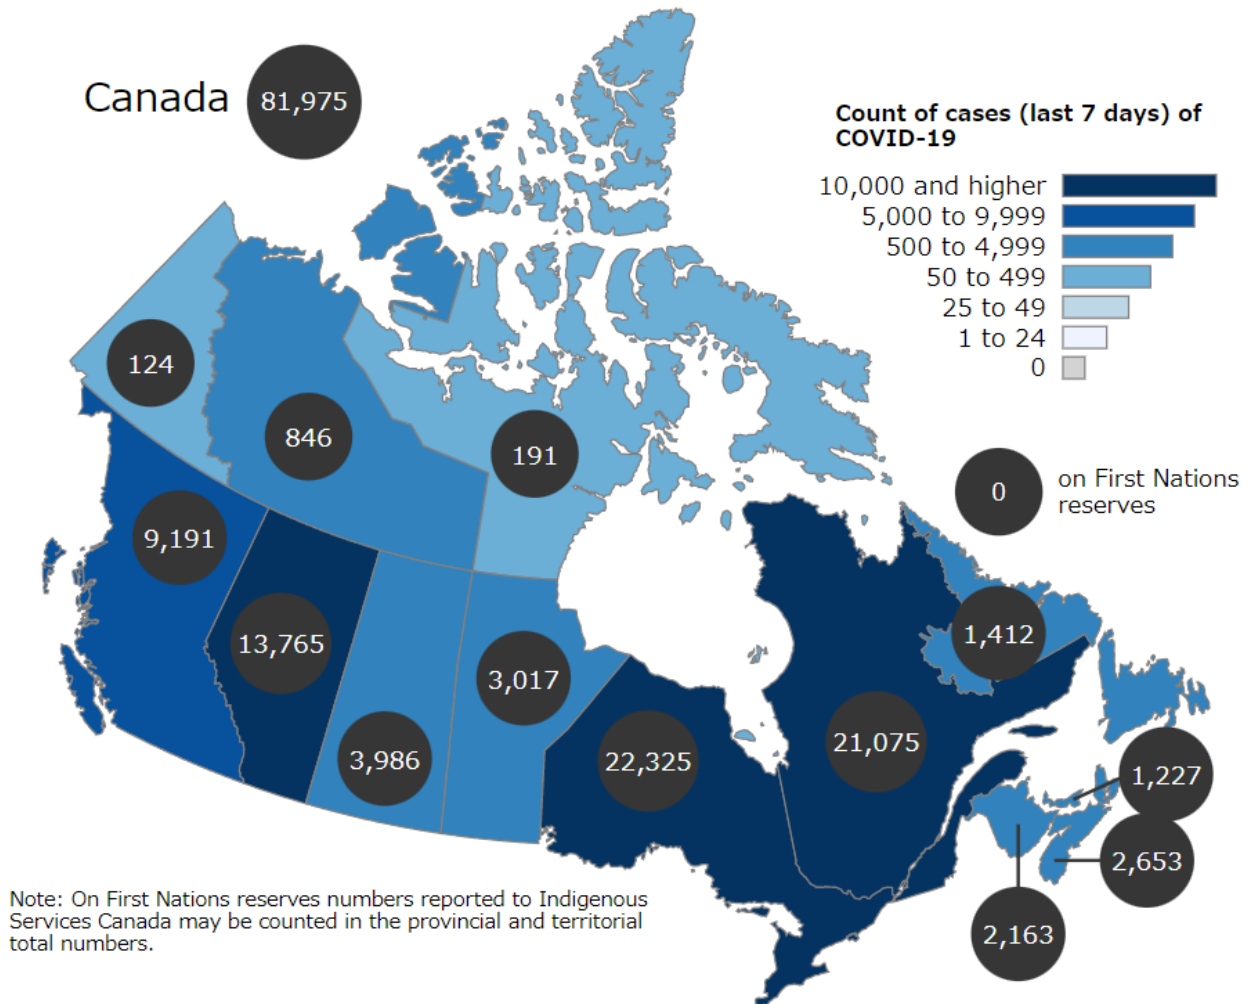 Canada
81,975
Count of cases (last 7 days) of
COVID-19
10,000 and higher
5,000 to 9,999
500 to 4,999
50 to 499
25 to 49
1 to 24
0
124
846
191
0
on First Nations
reserves
9,191
13,765
3,986
3,017
22,325
21,075
1,412
1,227
2,653
2,163
Note: On First Nations reserves numbers reported to Indigenous
Services Canada may be counted in the provincial and territorial
total numbers.